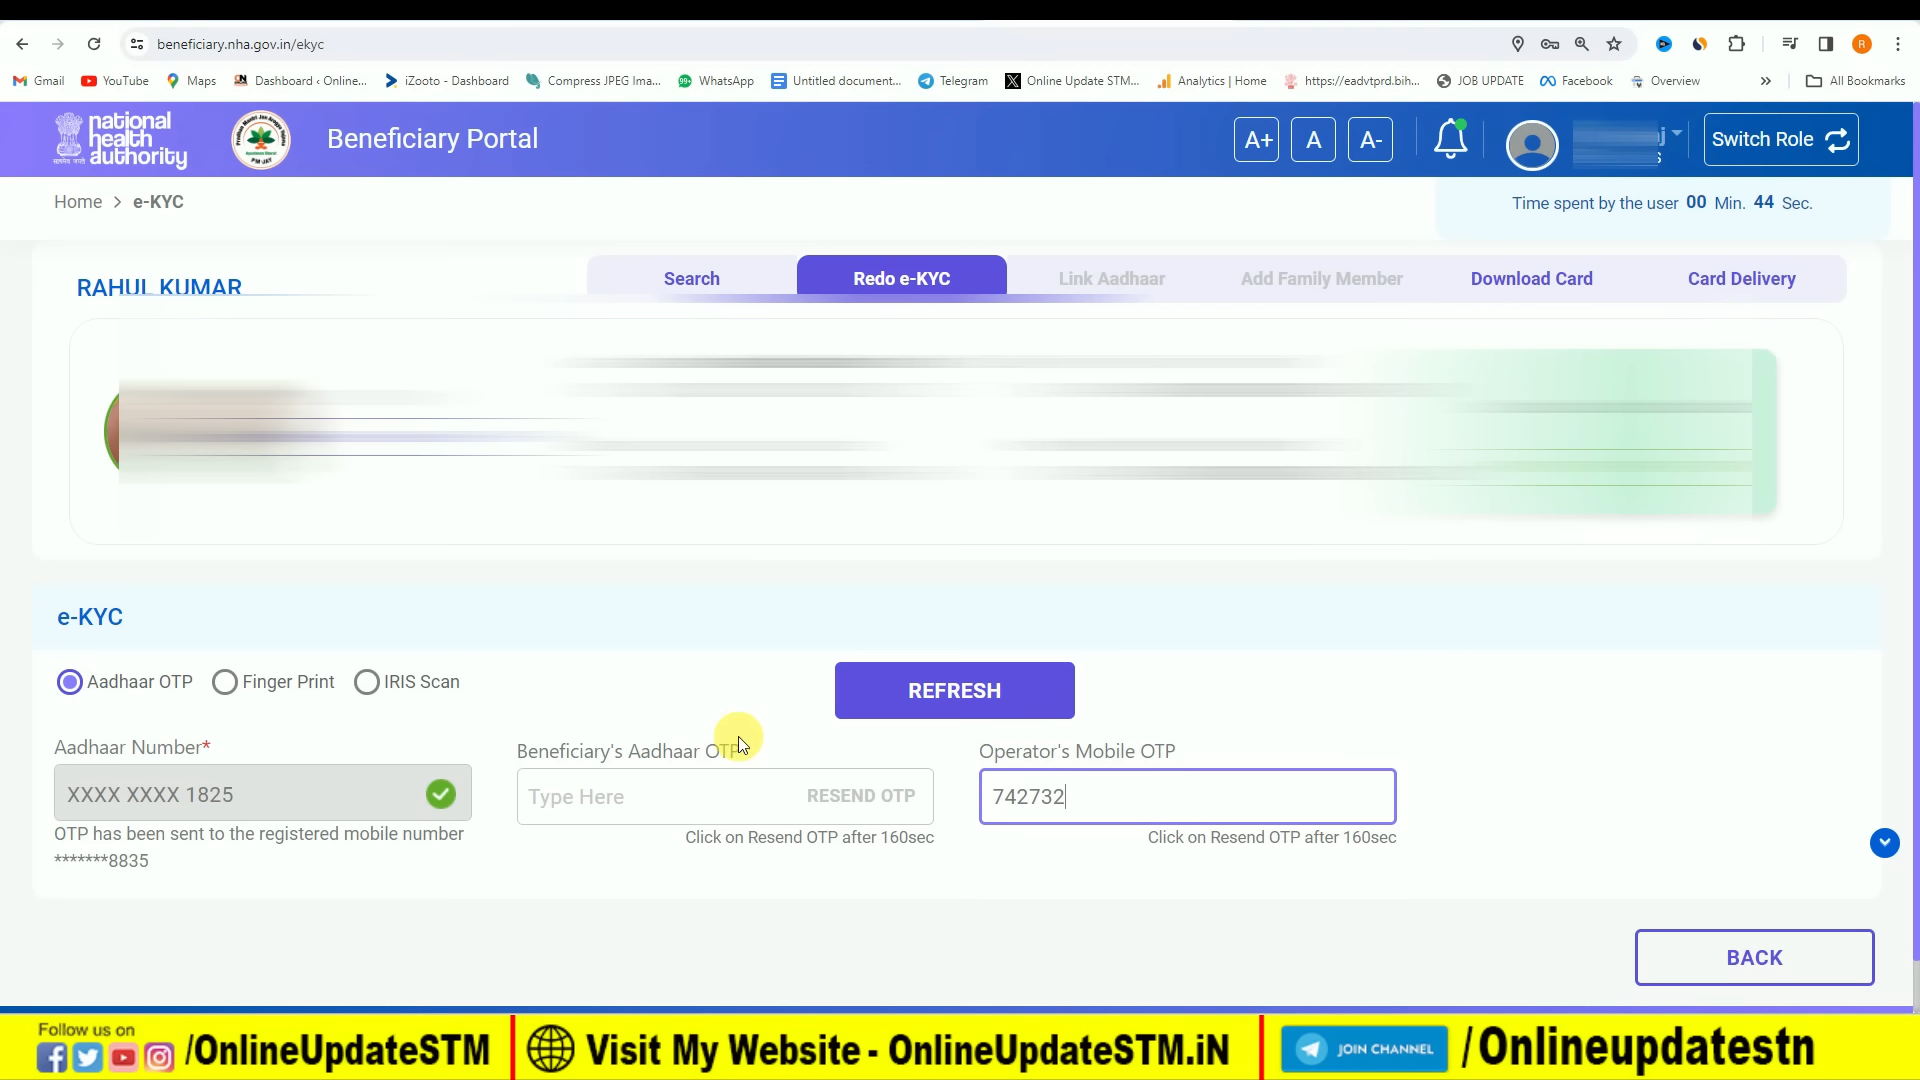 beneficiary.nha.gov.in/ekyc
Gmail YouTube Maps Dashboard ‹ Online... iZooto - Dashboard Compress JPEG Ima... WhatsApp Untitled document... Telegram Online Update STM... Analytics | Home https://eadvtprd.bih... JOB UPDATE Facebook Overview » All Bookmarks
national health authority
PM-JAY
Beneficiary Portal
A+ A A- Switch Role
Home > e-KYC
Time spent by the user 00 Min. 44 Sec.
RAHUL KUMAR
Search Redo e-KYC Link Aadhaar Add Family Member Download Card Card Delivery
e-KYC
Aadhaar OTP Finger Print IRIS Scan
REFRESH
Aadhaar Number* Beneficiary's Aadhaar OTP Operator's Mobile OTP
XXXX XXXX 1825 Type Here RESEND OTP 742732
OTP has been sent to the registered mobile number
*******8835
Click on Resend OTP after 160sec Click on Resend OTP after 160sec
BACK
Follow us on
/OnlineUpdateSTM Visit My Website - OnlineUpdateSTM.iN JOIN CHANNEL /Onlineupdatestn